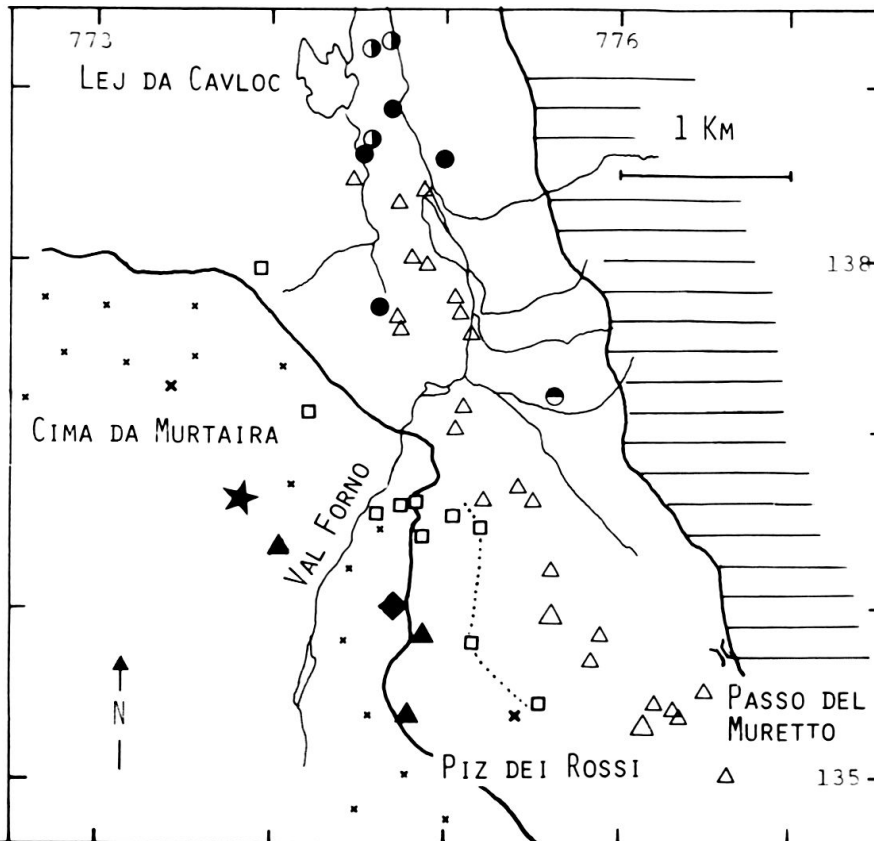 773
776
LEJ DA CAVLOC
1 KM
138
CIMA DA MURTAIRA
VAL FORNO
N
PASSO DEL
MURETTO
PIZ DEI ROSSI
135